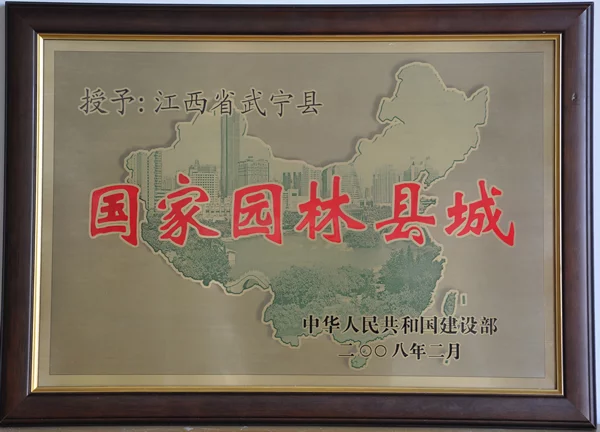 授予:江西省武宁县
国家园林县城
中华人民共和国建设部
二〇〇八年二月